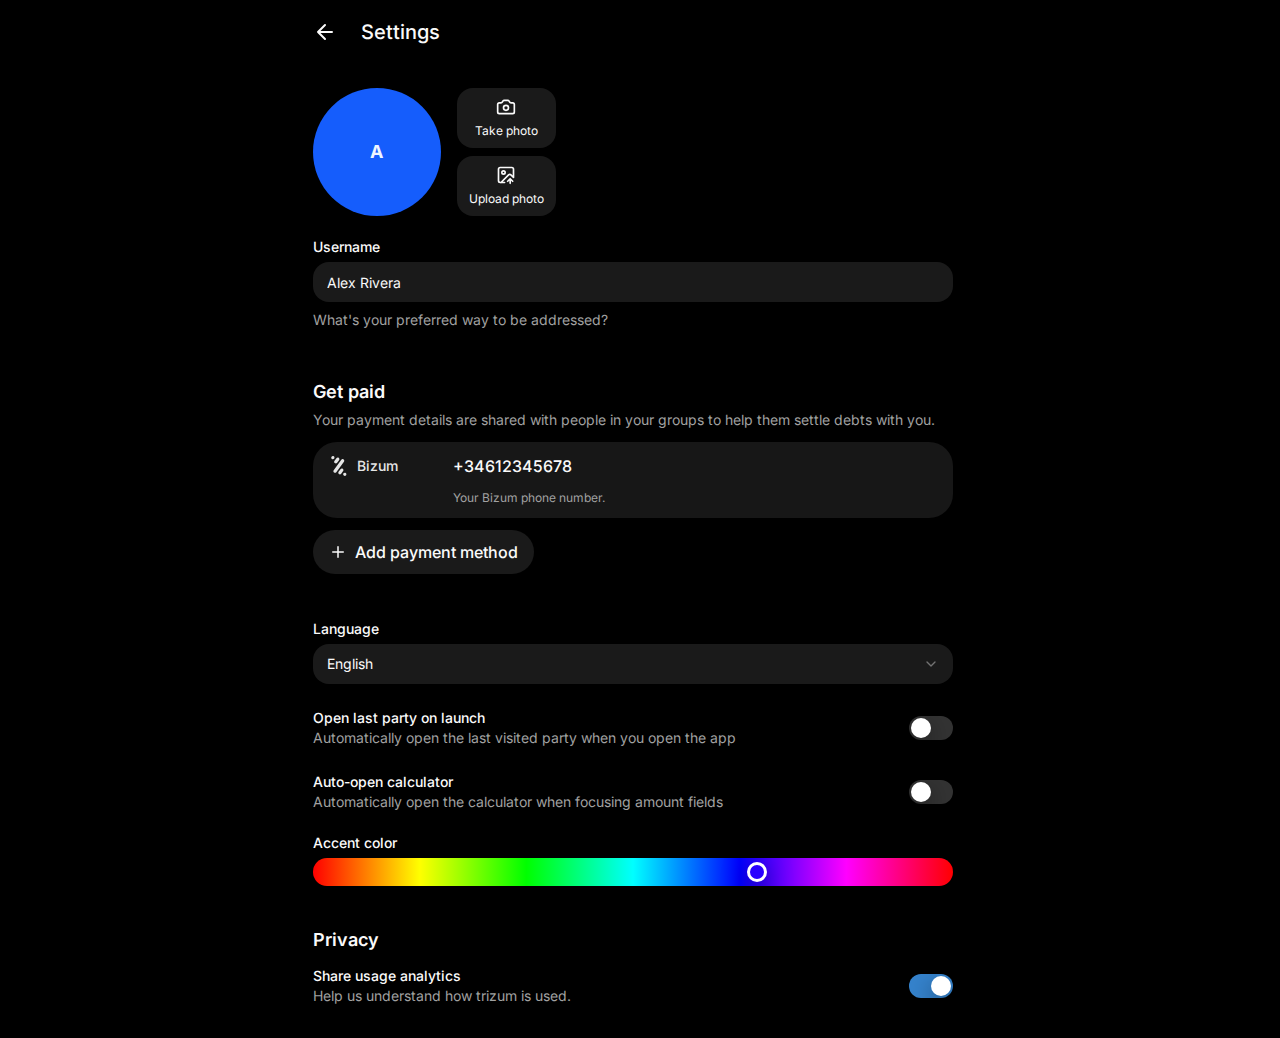 Settings
A
Take photo
Upload photo
Username
Alex Rivera
What's your preferred way to be addressed?
Get paid
Your payment details are shared with people in your groups to help them settle debts with you.
Bizum
+34612345678
Your Bizum phone number.
Add payment method
Language
English
Open last party on launch
Automatically open the last visited party when you open the app
Auto-open calculator
Automatically open the calculator when focusing amount fields
Accent color
Privacy
Share usage analytics
Help us understand how trizum is used.